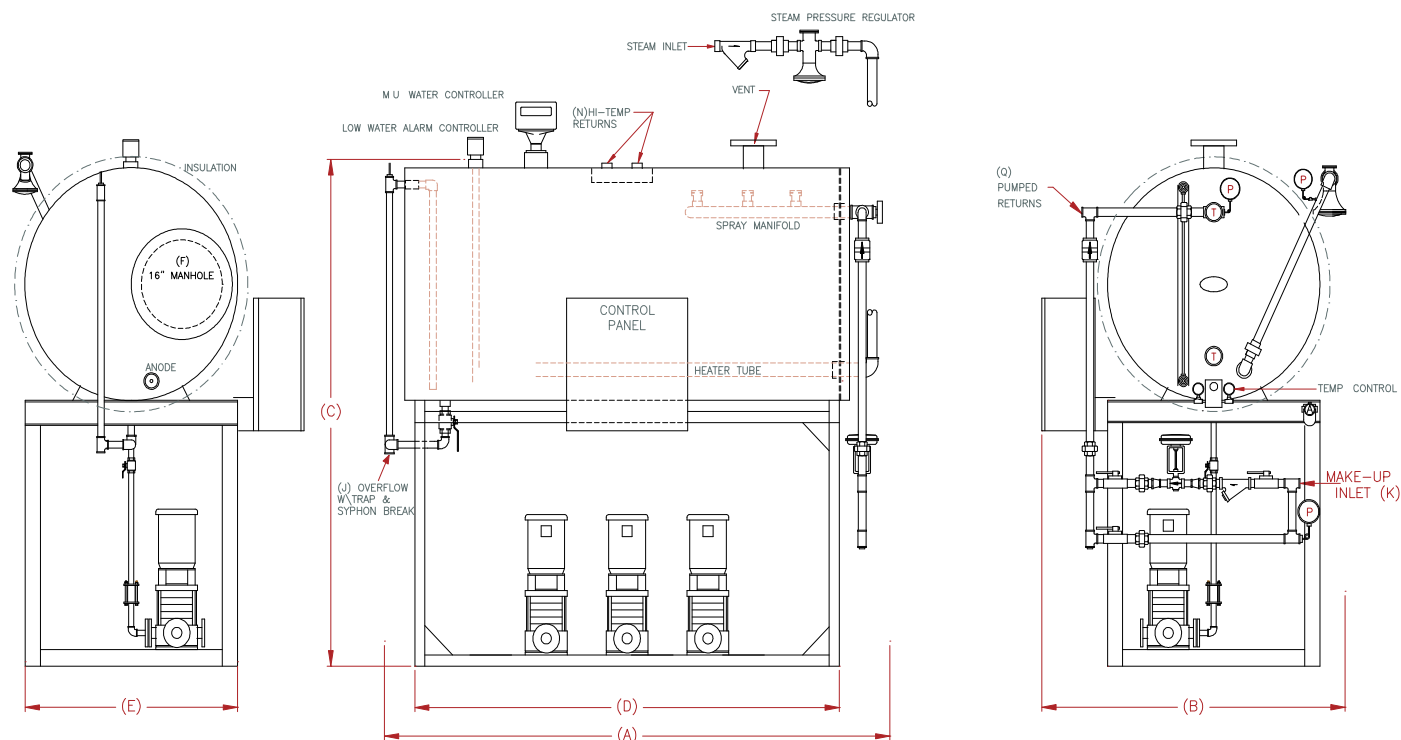 STEAM PRESSURE REGULATOR
STEAM INLET
VENT
M U WATER CONTROLLER
LOW WATER ALARM CONTROLLER
(N)HI-TEMP
RETURNS
INSULATION
(F)
16" MANHOLE
ANODE
(E)
SPRAY MANIFOLD
CONTROL
PANEL
HEATER TUBE
(C)
(J) OVERFLOW
W\TRAP &
SYPHON BREAK
(D)
(A)
(Q)
PUMPED
RETURNS
P
T
P
T
TEMP CONTROL
A
MAKE-UP
INLET (K)
P
(B)